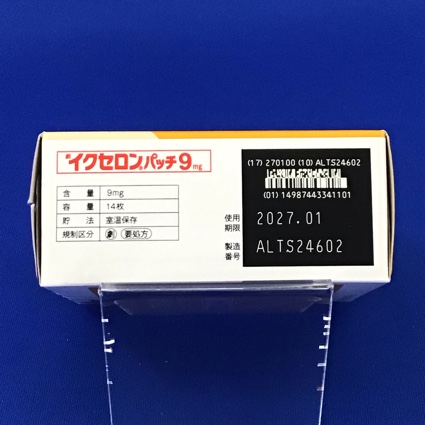 イクセロンパッチ9mg
含 量 9mg
容 量 14枚
貯 法 室温保存
規制区分 劇 要処方
(17) 270100 (10) ALTS24602
(01) 14987443341101
使用
期限 2027.01
製造
番号 ALTS24602